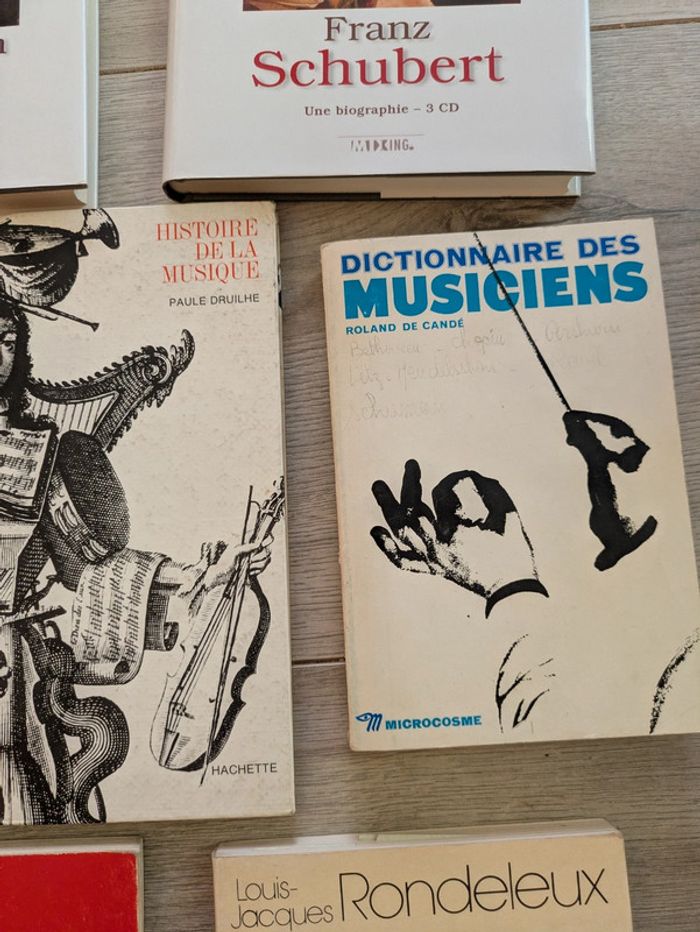 Franz
Schubert
Une biographie – 3 CD
HISTOIRE
DE LA
MUSIQUE
PAULE DRUILHE
HACHETTE
DICTIONNAIRE DES
MUSICIENS
ROLAND DE CANDÉ
chopin
MICROCOSME
Louis-
Jacques Rondeleux